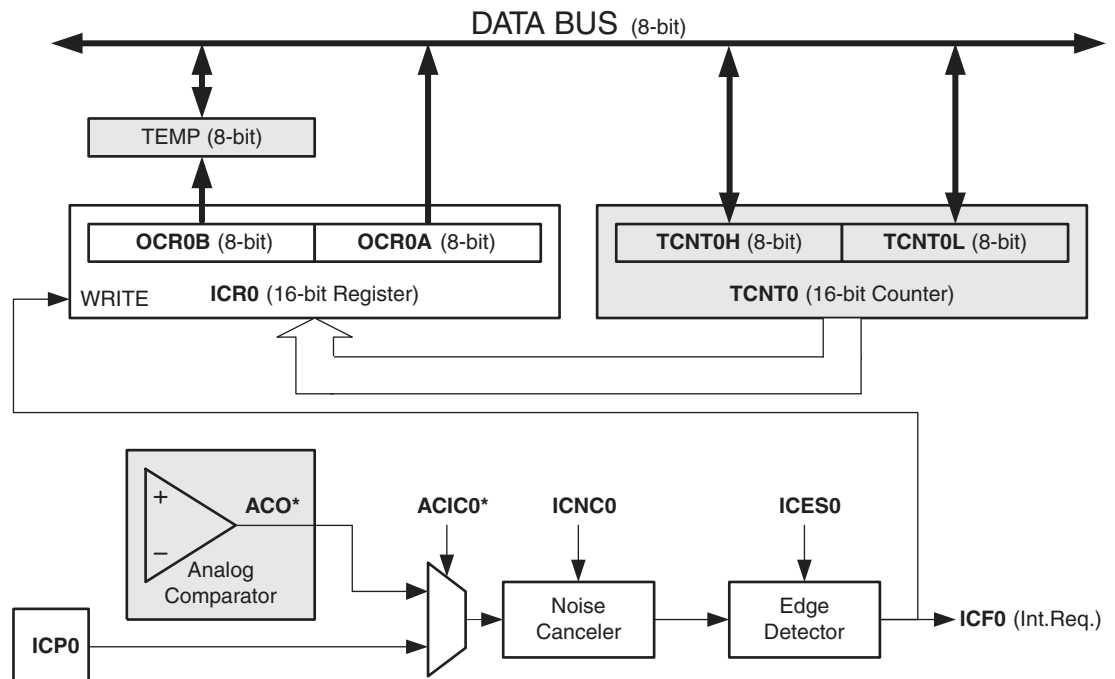 DATA BUS (8-bit)
TEMP (8-bit)
OCR0B (8-bit) OCR0A (8-bit) TCNT0H (8-bit) TCNT0L (8-bit)
WRITE ICR0 (16-bit Register) TCNT0 (16-bit Counter)
+ ACO* ACIC0* ICNC0 ICES0
−
Analog
Comparator
Noise
Canceler
Edge
Detector
ICF0 (Int.Req.)
ICP0